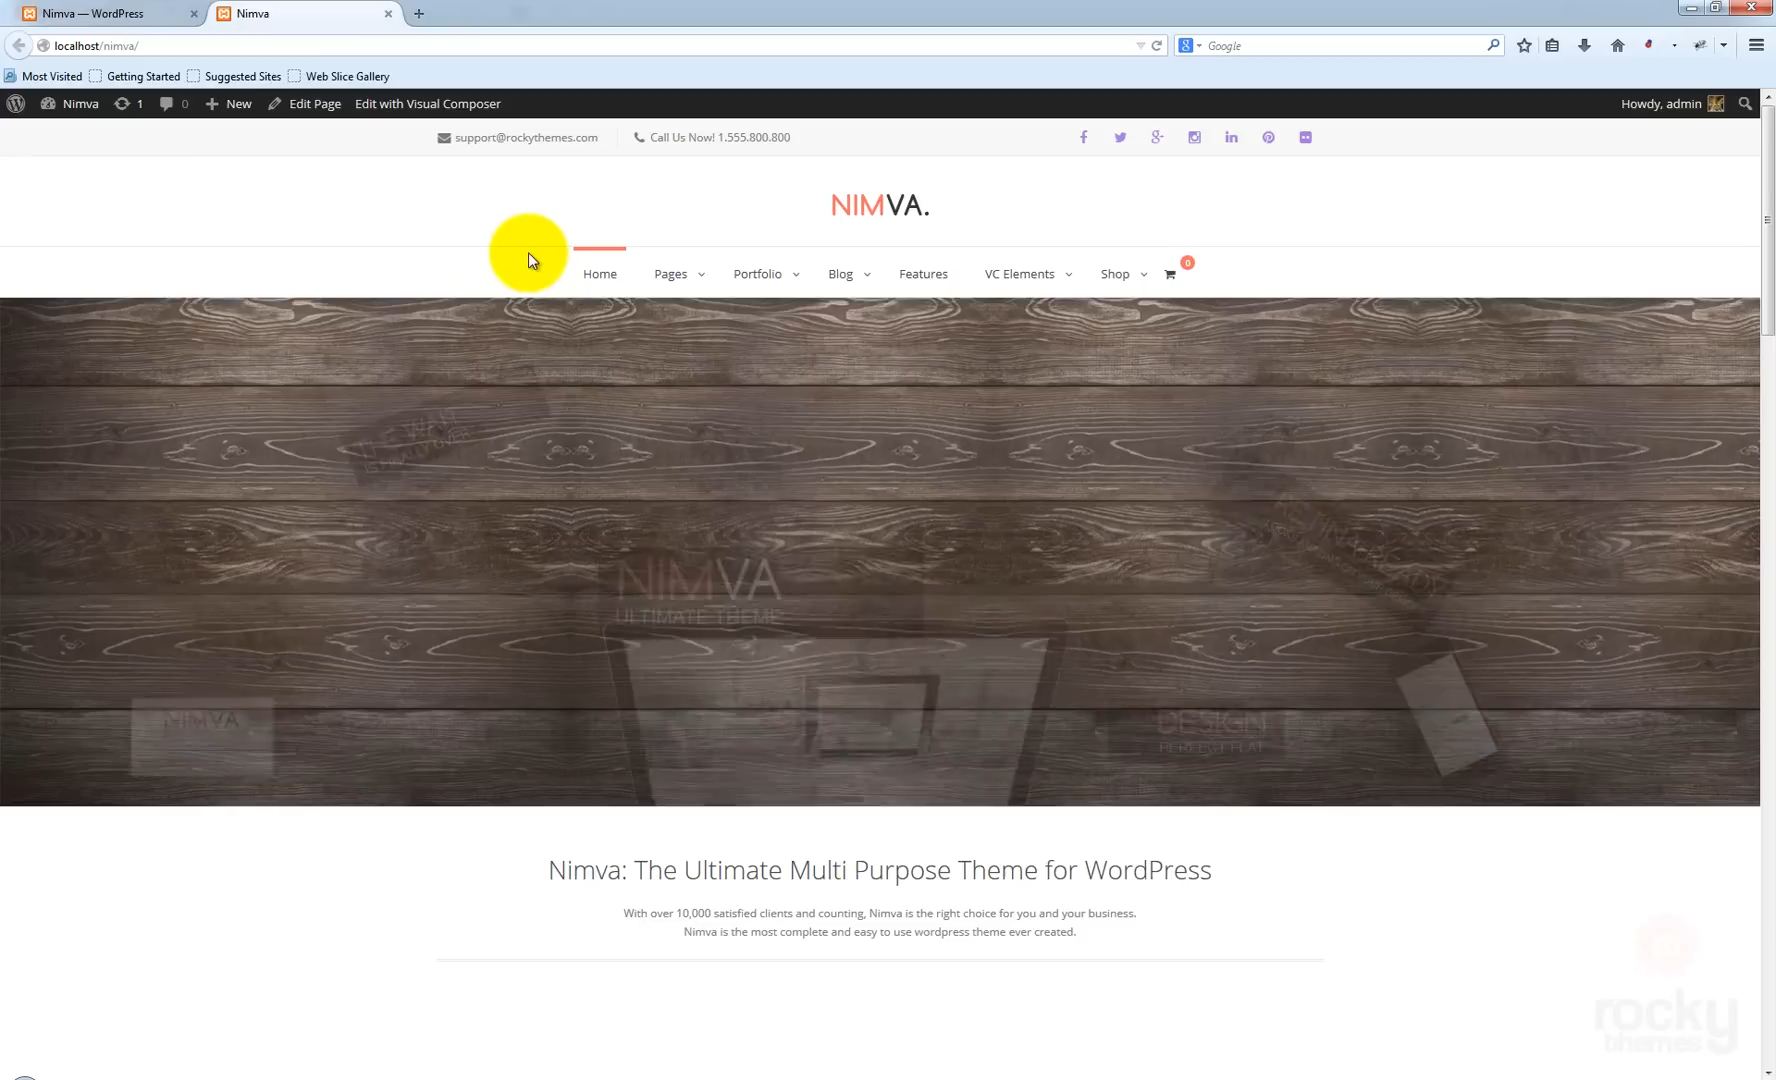 Nimva — WordPress
Nimva
localhost/nimva/
Google
Most Visited
Getting Started
Suggested Sites
Web Slice Gallery
Nimva
1
0
New
Edit Page
Edit with Visual Composer
Howdy, admin
support@rockythemes.com
Call Us Now! 1.555.800.800
NIMVA.
Home
Pages
Portfolio
Blog
Features
VC Elements
Shop
0
NIMVA
ULTIMATE THEME
NIMVA
DESIGN
PERFECT FLAT
Nimva: The Ultimate Multi Purpose Theme for WordPress
With over 10,000 satisfied clients and counting, Nimva is the right choice for you and your business.
Nimva is the most complete and easy to use wordpress theme ever created.
rocky
themes